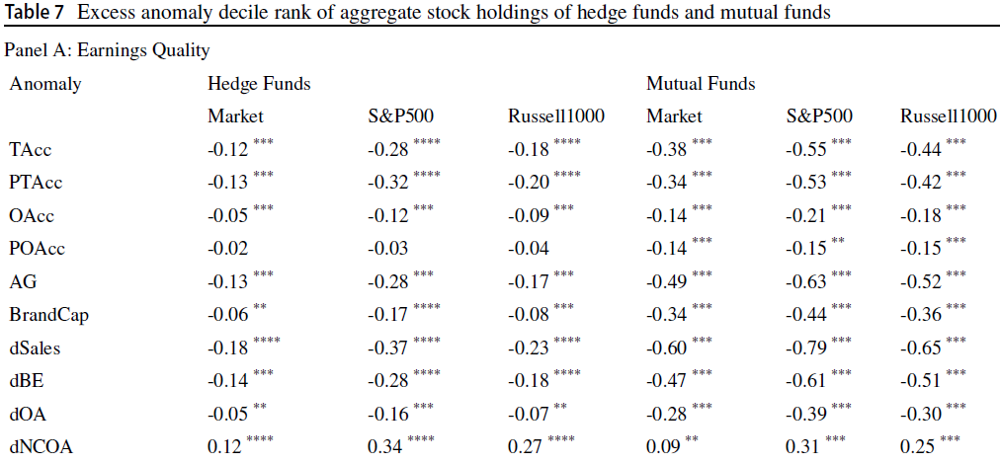 Table 7 Excess anomaly decile rank of aggregate stock holdings of hedge funds and mutual funds
Panel A: Earnings Quality
Anomaly Hedge Funds Mutual Funds
Market S&P500 Russell1000 Market S&P500 Russell1000
TAcc -0.12 *** -0.28 **** -0.18 **** -0.38 *** -0.55 *** -0.44 ***
PTAcc -0.13 *** -0.32 **** -0.20 **** -0.34 *** -0.53 *** -0.42 ***
OAcc -0.05 *** -0.12 *** -0.09 *** -0.14 *** -0.21 *** -0.18 ***
POAcc -0.02 -0.03 -0.04 -0.14 *** -0.15 ** -0.15 ***
AG -0.13 *** -0.28 *** -0.17 *** -0.49 *** -0.63 *** -0.52 ***
BrandCap -0.06 ** -0.17 **** -0.08 *** -0.34 *** -0.44 *** -0.36 ***
dSales -0.18 **** -0.37 **** -0.23 **** -0.60 *** -0.79 *** -0.65 ***
dBE -0.14 *** -0.28 **** -0.18 **** -0.47 *** -0.61 *** -0.51 ***
dOA -0.05 ** -0.16 *** -0.07 ** -0.28 *** -0.39 *** -0.30 ***
dNCOA 0.12 **** 0.34 **** 0.27 **** 0.09 ** 0.31 *** 0.25 ***